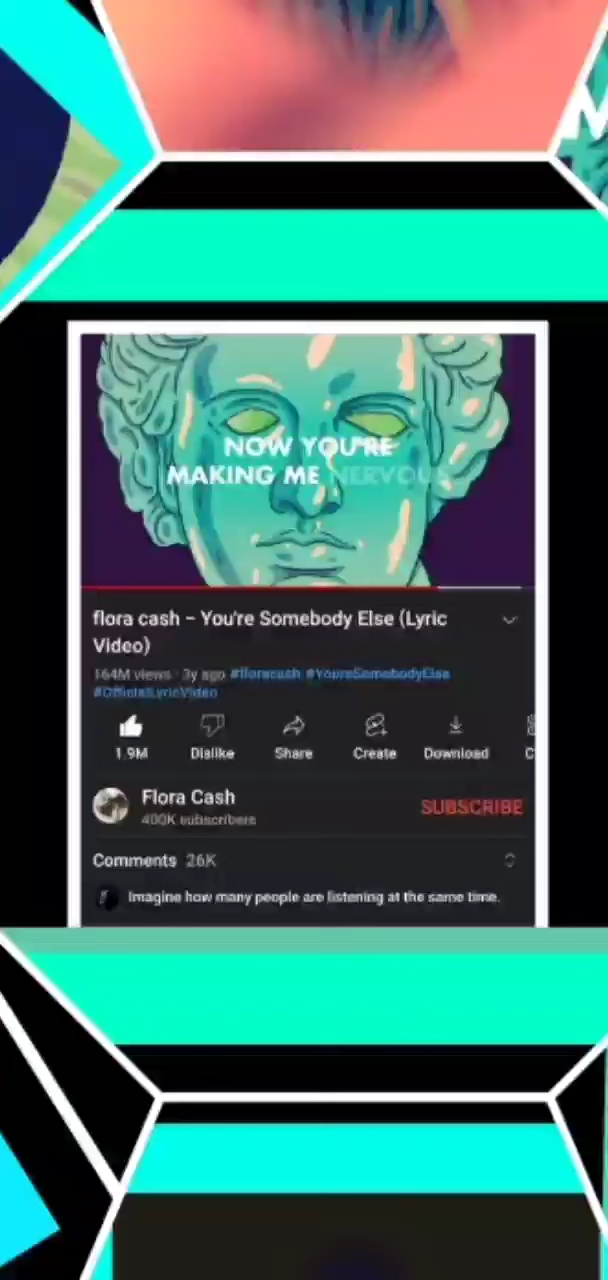 NOW YOU'RE
MAKING ME NERVOUS
flora cash - You're Somebody Else (Lyric
Video)
164M views · 3y ago #floracash #YoureSomebodyElse
#OfficialLyricVideo
1.9M Dislike Share Create Download C
Flora Cash
400K subscribers
SUBSCRIBE
Comments 26K
Imagine how many people are listening at the same time.